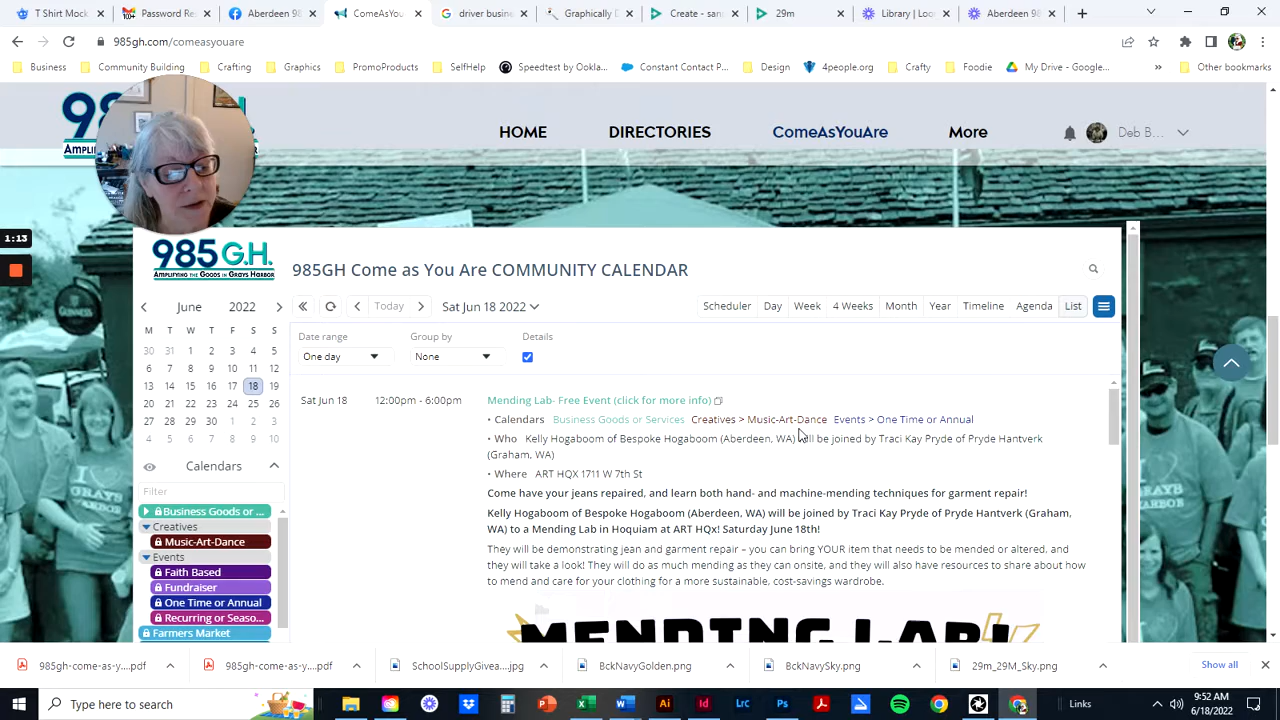 T Shirt Mock
Password Res
Aberdeen 98
ComeAsYou
driver busine
Graphically D
Create - sans
29m
Library | Loo
Aberdeen 98
985gh.com/comeasyouare
Business
Community Building
Crafting
Graphics
PromoProducts
SelfHelp
Speedtest by Ookla...
Constant Contact P...
Design
4people.org
Crafty
Foodie
My Drive - Google...
Other bookmarks
HOME
DIRECTORIES
ComeAsYouAre
More
Deb B...
1:13
985 G.H.
AMPLIFYING THE GOODS IN GRAYS HARBOR
985GH Come as You Are COMMUNITY CALENDAR
June 2022
Today
Sat Jun 18 2022
Scheduler Day Week 4 Weeks Month Year Timeline Agenda List
M T W T F S S
30 31 1 2 3 4 5
6 7 8 9 10 11 12
13 14 15 16 17 18 19
20 21 22 23 24 25 26
27 28 29 30 1 2 3
4 5 6 7 8 9 10
Date range Group by Details
One day None
Calendars
Filter
Business Goods or ...
Creatives
Music-Art-Dance
Events
Faith Based
Fundraiser
One Time or Annual
Recurring or Seaso...
Farmers Market
Sat Jun 18 12:00pm - 6:00pm Mending Lab- Free Event (click for more info)
• Calendars Business Goods or Services Creatives > Music-Art-Dance Events > One Time or Annual
• Who Kelly Hogaboom of Bespoke Hogaboom (Aberdeen, WA) will be joined by Traci Kay Pryde of Pryde Hantverk
(Graham, WA)
• Where ART HQX 1711 W 7th St
Come have your jeans repaired, and learn both hand- and machine-mending techniques for garment repair!
Kelly Hogaboom of Bespoke Hogaboom (Aberdeen, WA) will be joined by Traci Kay Pryde of Pryde Hantverk (Graham,
WA) to a Mending Lab in Hoquiam at ART HQx! Saturday June 18th!
They will be demonstrating jean and garment repair – you can bring YOUR item that needs to be mended or altered, and
they will take a look! They will do as much mending as they can onsite, and they will also have resources to share about how
to mend and care for your clothing for a more sustainable, cost-savings wardrobe.
MENDING LAB!
985gh-come-as-y....pdf
985gh-come-as-y....pdf
SchoolSupplyGivea....jpg
BckNavyGolden.png
BckNavySky.png
29m_29M_Sky.png
Show all
Type here to search
Links
9:52 AM
6/18/2022